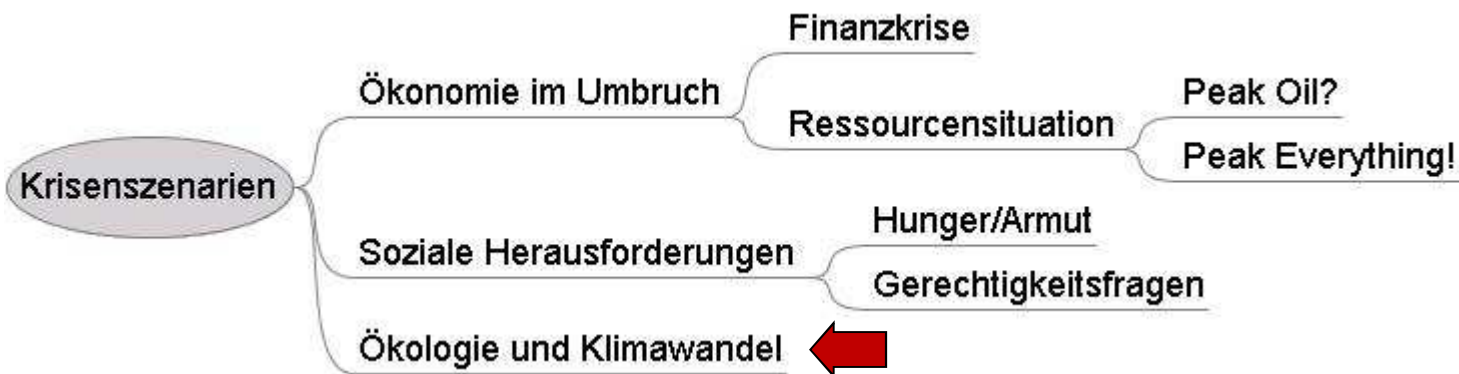 Finanzkrise
Ökonomie im Umbruch
Peak Oil?
Ressourcensituation
Peak Everything!
Krisenszenarien
Hunger/Armut
Soziale Herausforderungen
Gerechtigkeitsfragen
Ökologie und Klimawandel